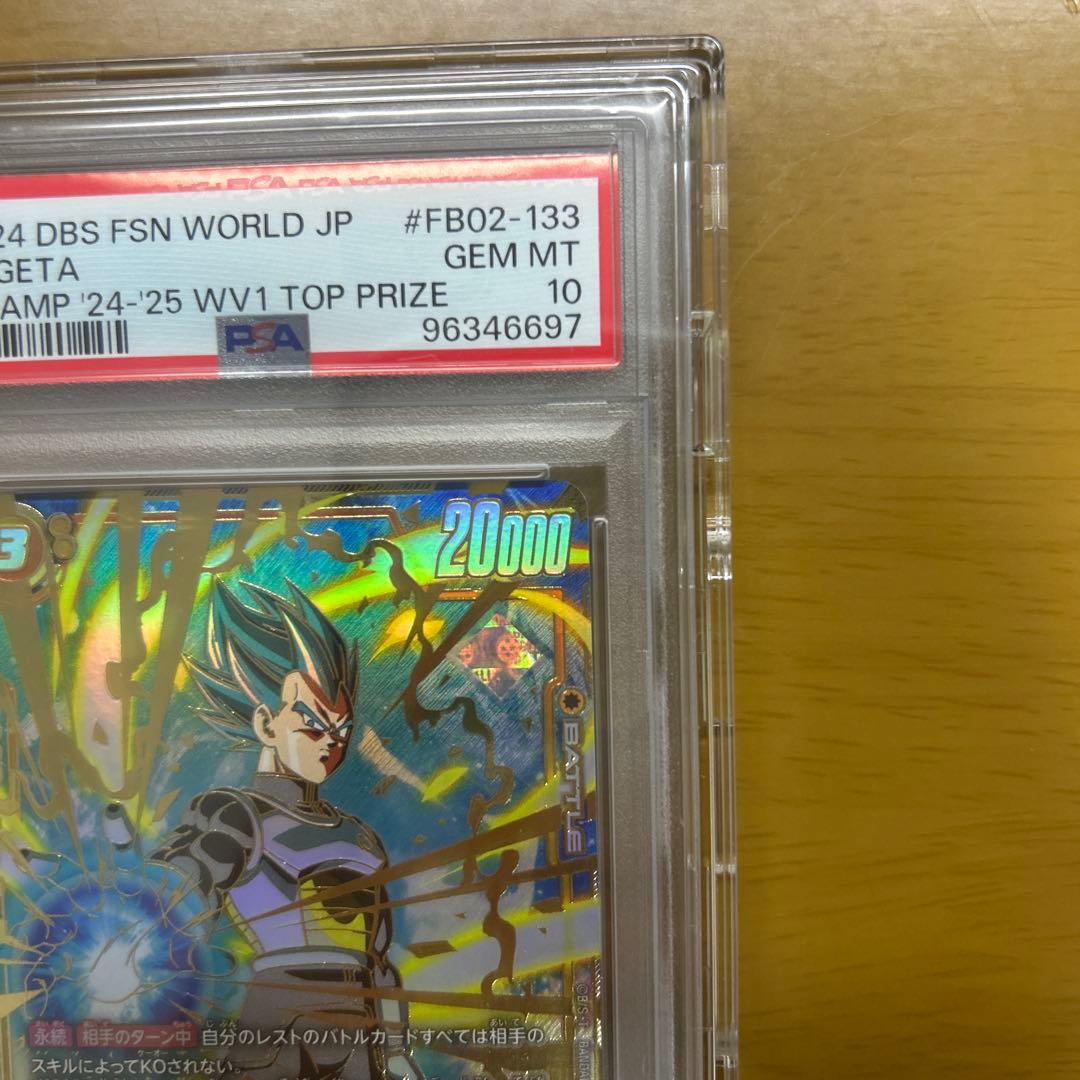 24 DBS FSN WORLD JP #FB02-133
GETA GEM MT
AMP '24-'25 WV1 TOP PRIZE 10
96346697
PSA
3
20000
BATTLE
永続 相手のターン中 自分のレストのバトルカードすべては相手の
スキルによってKOされない。